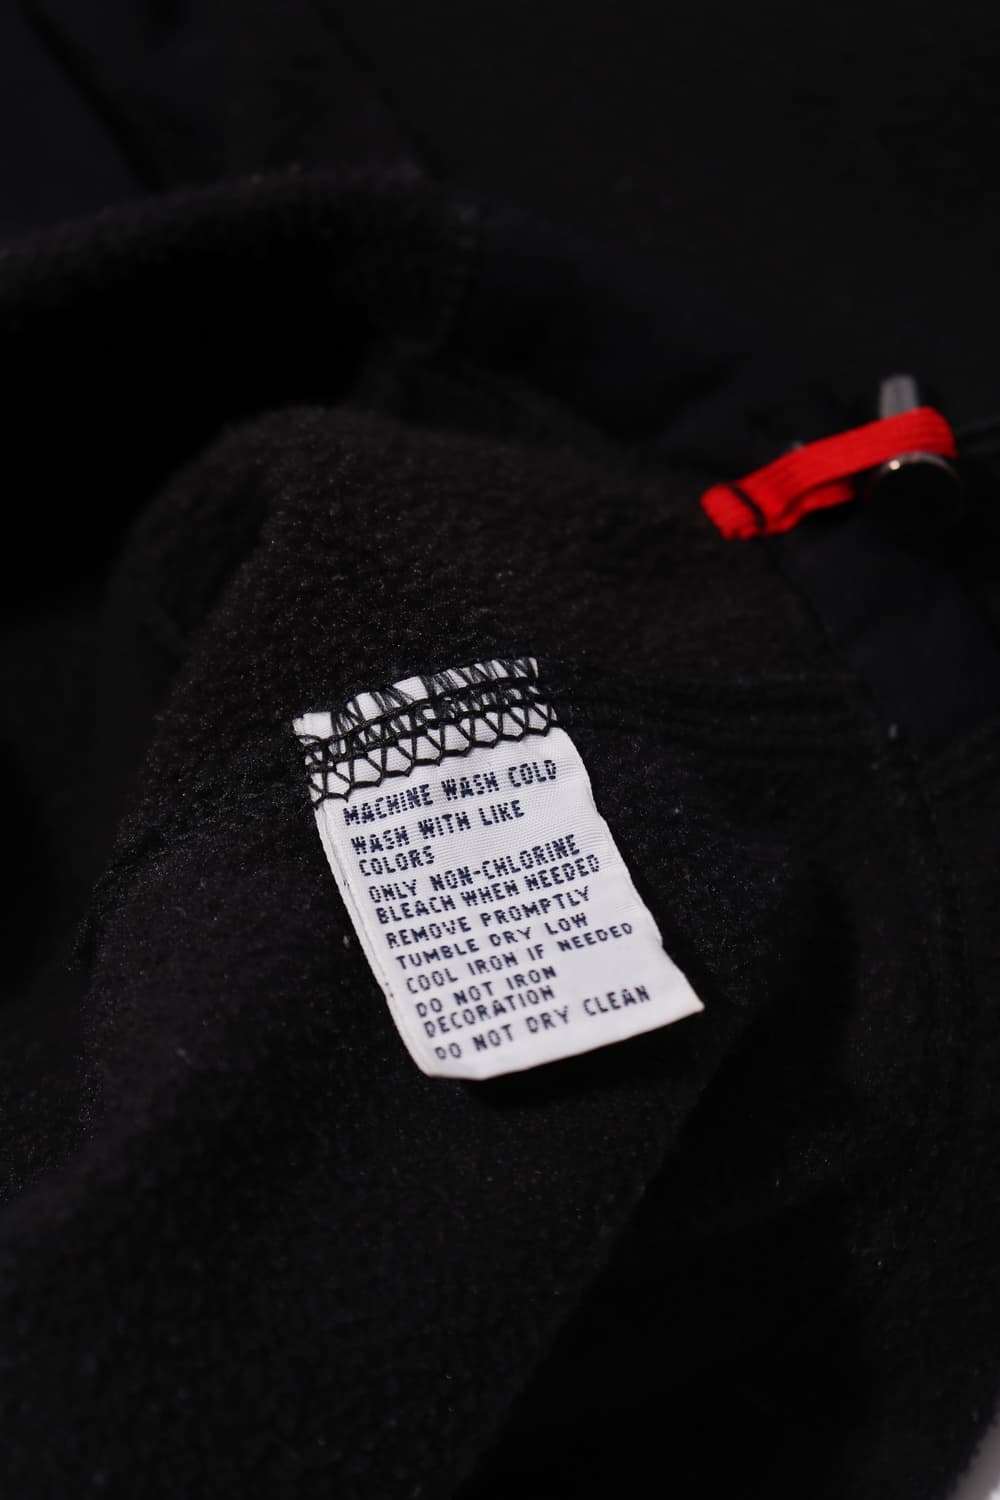 MACHINE WASH COLD
WASH WITH LIKE
COLORS
ONLY NON-CHLORINE
BLEACH WHEN NEEDED
REMOVE PROMPTLY
TUMBLE DRY LOW
COOL IRON IF NEEDED
DO NOT IRON
DECORATION
DO NOT DRY CLEAN